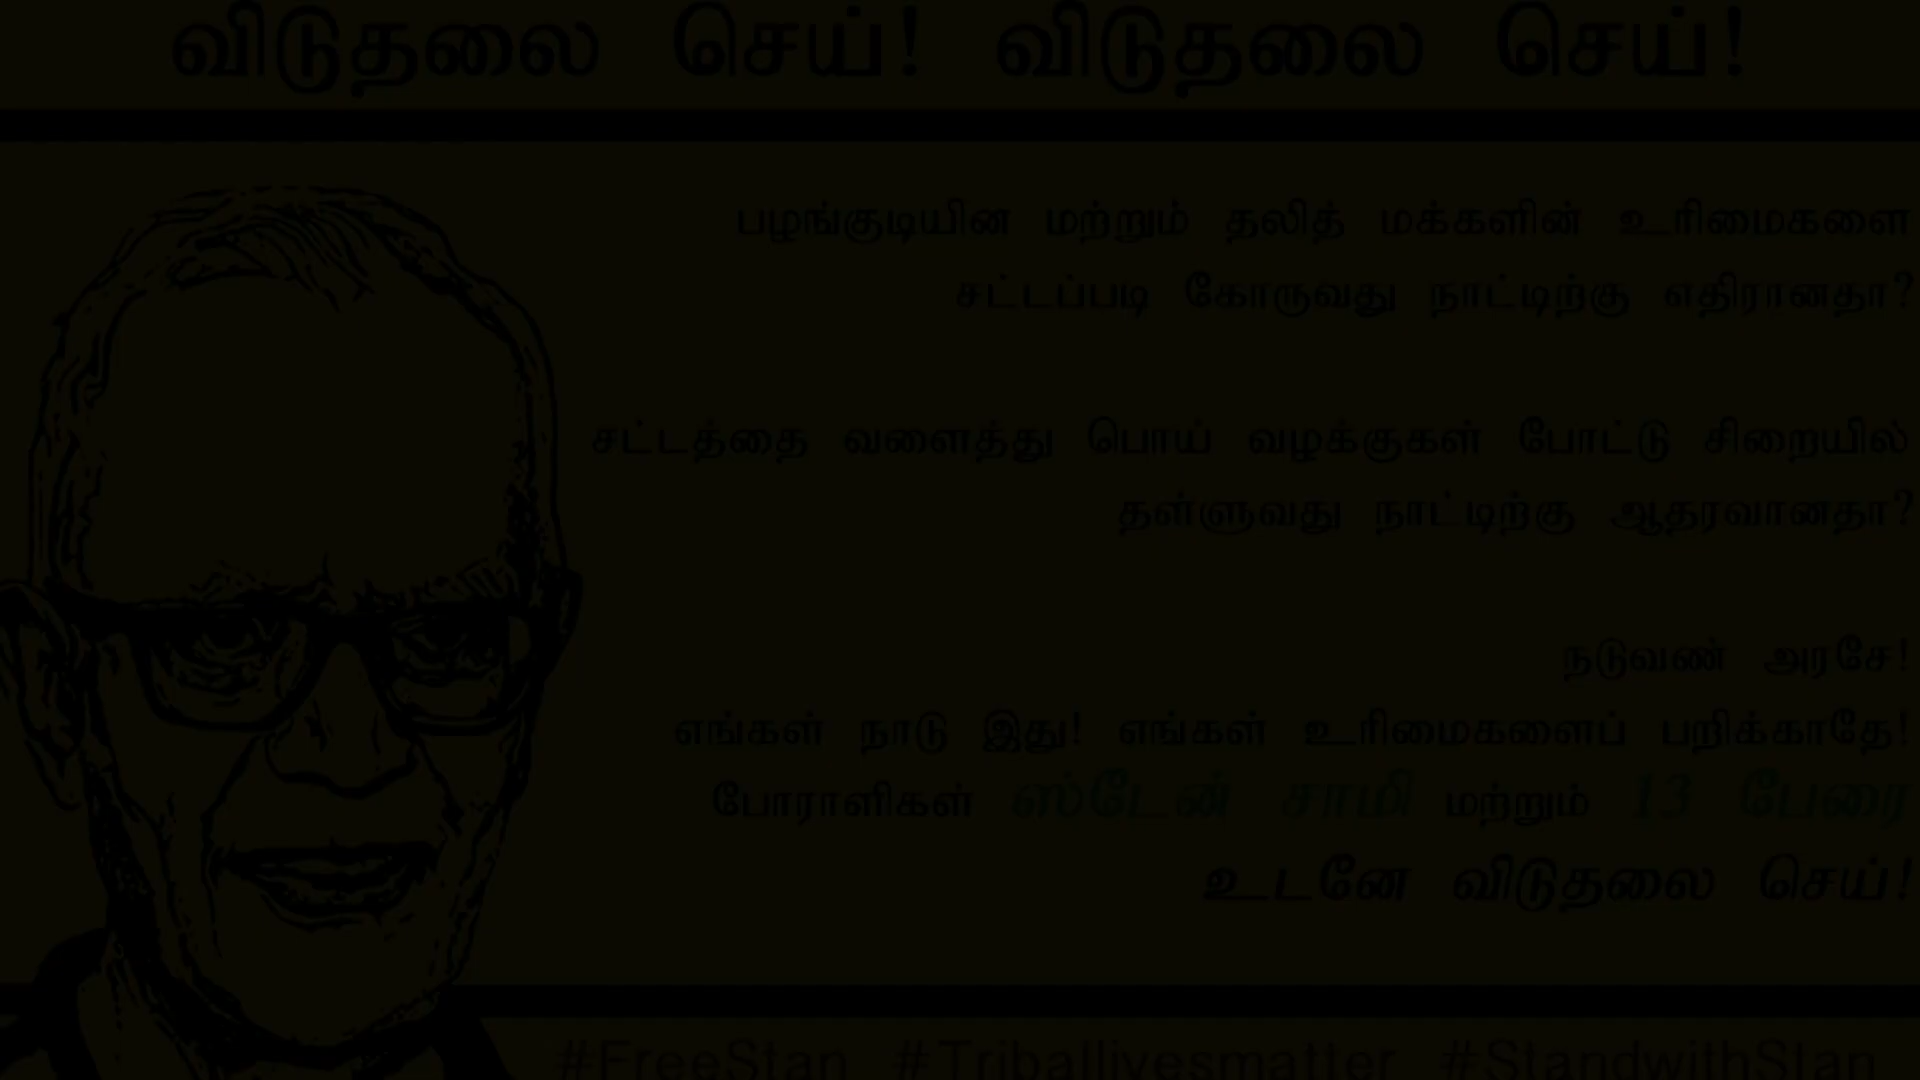 விடுதலை செய்! விடுதலை செய்!
பழங்குடியின மற்றும் தலித் மக்களின் உரிமைகளை
சட்டப்படி கோருவது நாட்டிற்கு எதிரானதா?
சட்டத்தை வளைத்து பொய் வழக்குகள் போட்டு சிறையில்
தள்ளுவது நாட்டிற்கு ஆதரவானதா?
நடுவண் அரசே!
எங்கள் நாடு இது! எங்கள் உரிமைகளைப் பறிக்காதே!
போராளிகள் ஸ்டேன் சாமி மற்றும் 13 பேரை
உடனே விடுதலை செய்!
#FreeStan #Triballivesmatter #StandwithStan